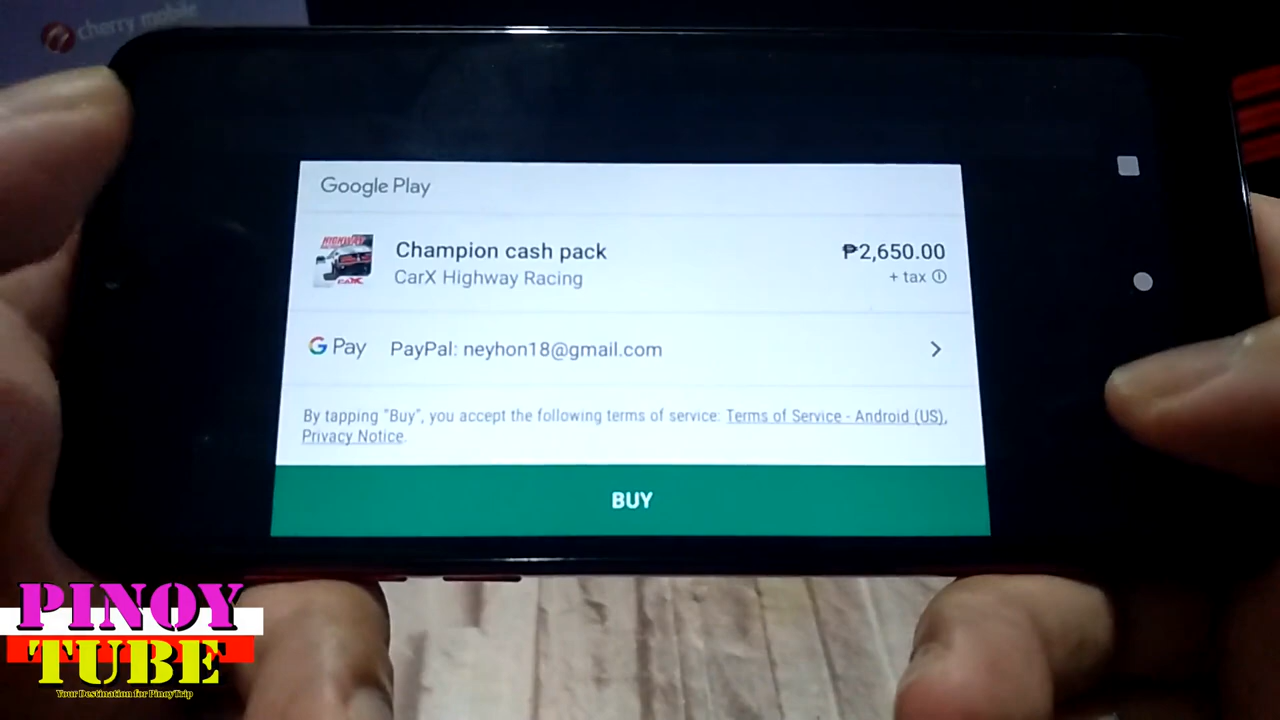 cherry mobile
Google Play
HIGHWAY
CarX
Champion cash pack
₱2,650.00
CarX Highway Racing
+ tax
G Pay
PayPal: neyhon18@gmail.com
By tapping "Buy", you accept the following terms of service: Terms of Service - Android (US),
Privacy Notice.
BUY
PINOY
TUBE
Your Destination for PinoyTrip